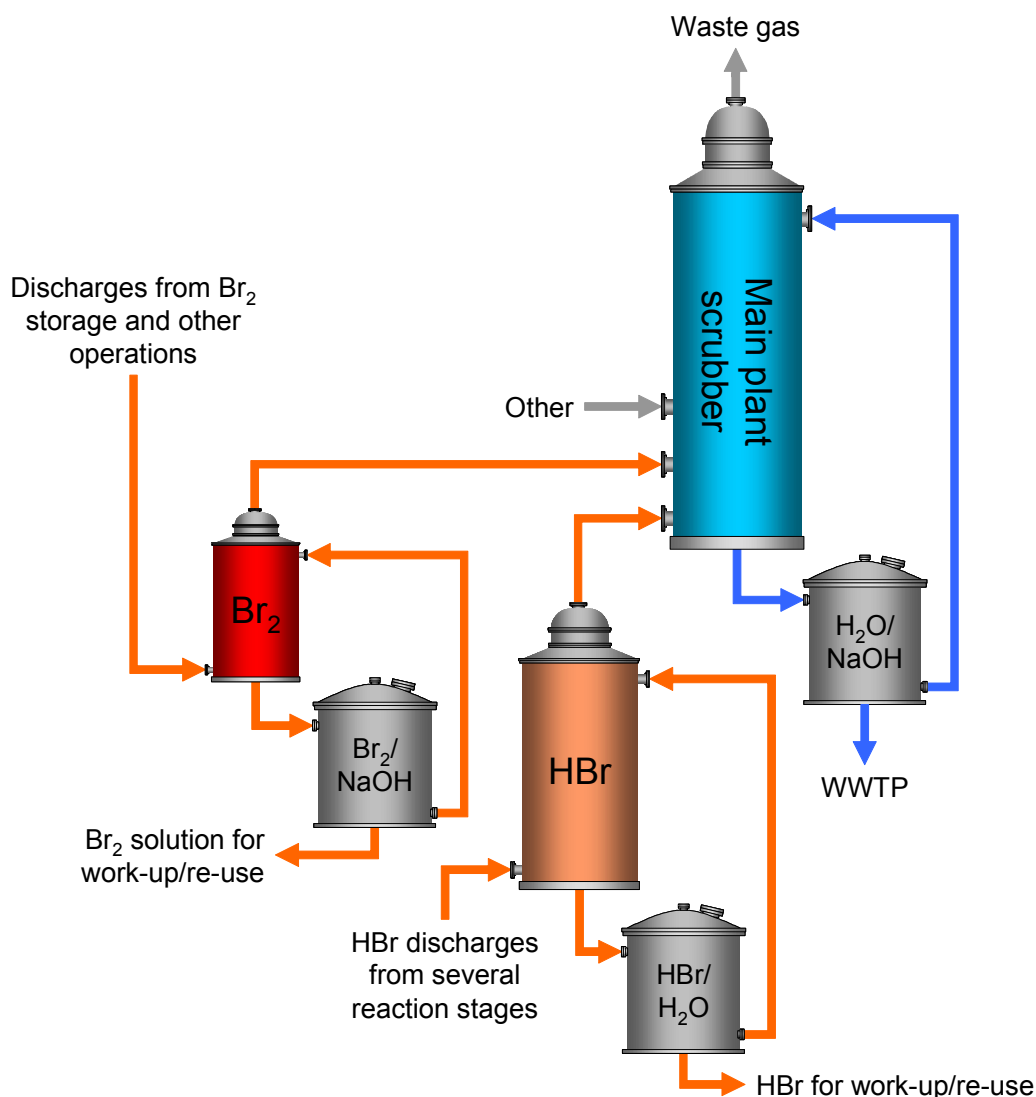 Waste gas
Main plant
scrubber
Discharges from Br₂
storage and other
operations
Other
Br₂
H₂O/
NaOH
Br₂/
NaOH
HBr
WWTP
Br₂ solution for
work-up/re-use
HBr discharges
from several
reaction stages
HBr/
H₂O
HBr for work-up/re-use